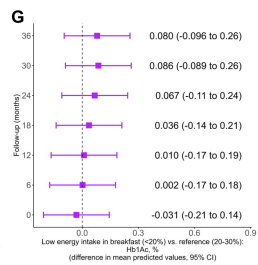 G
36 0.080 (-0.096 to 0.26)
30 0.086 (-0.089 to 0.26)
24 0.067 (-0.11 to 0.24)
18 0.036 (-0.14 to 0.21)
12 0.010 (-0.17 to 0.19)
6 0.002 (-0.17 to 0.18)
0 -0.031 (-0.21 to 0.14)
Follow-up (months)
0.0 0.3 0.6 0.9
Low energy intake in breakfast (<20%) vs. reference (20-30%):
Hb1Ac, %
(difference in mean predicted values, 95% CI)